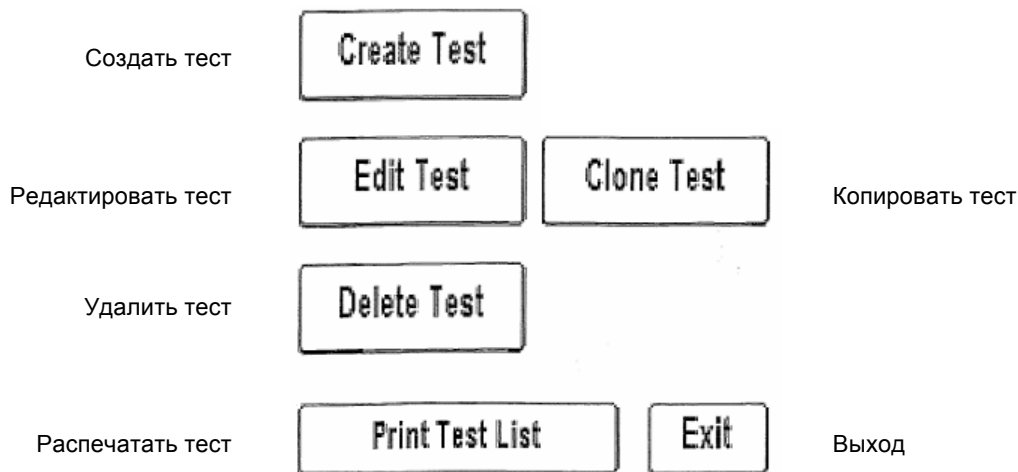 Создать тест Create Test
Редактировать тест Edit Test Clone Test Копировать тест
Удалить тест Delete Test
Распечатать тест Print Test List Exit Выход